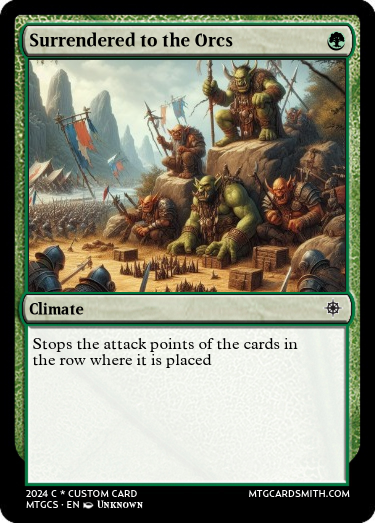 Surrendered to the Orcs
Climate
Stops the attack points of the cards in
the row where it is placed
2024 C * CUSTOM CARD
MTGCS · EN UNKNOWN
MTGCARDSMITH.COM